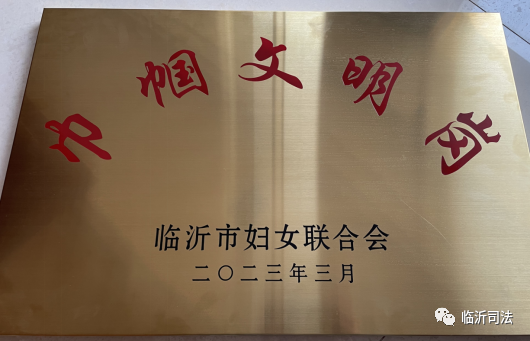 巾帼文明岗
临沂市妇女联合会
二〇二三年三月
临沂司法